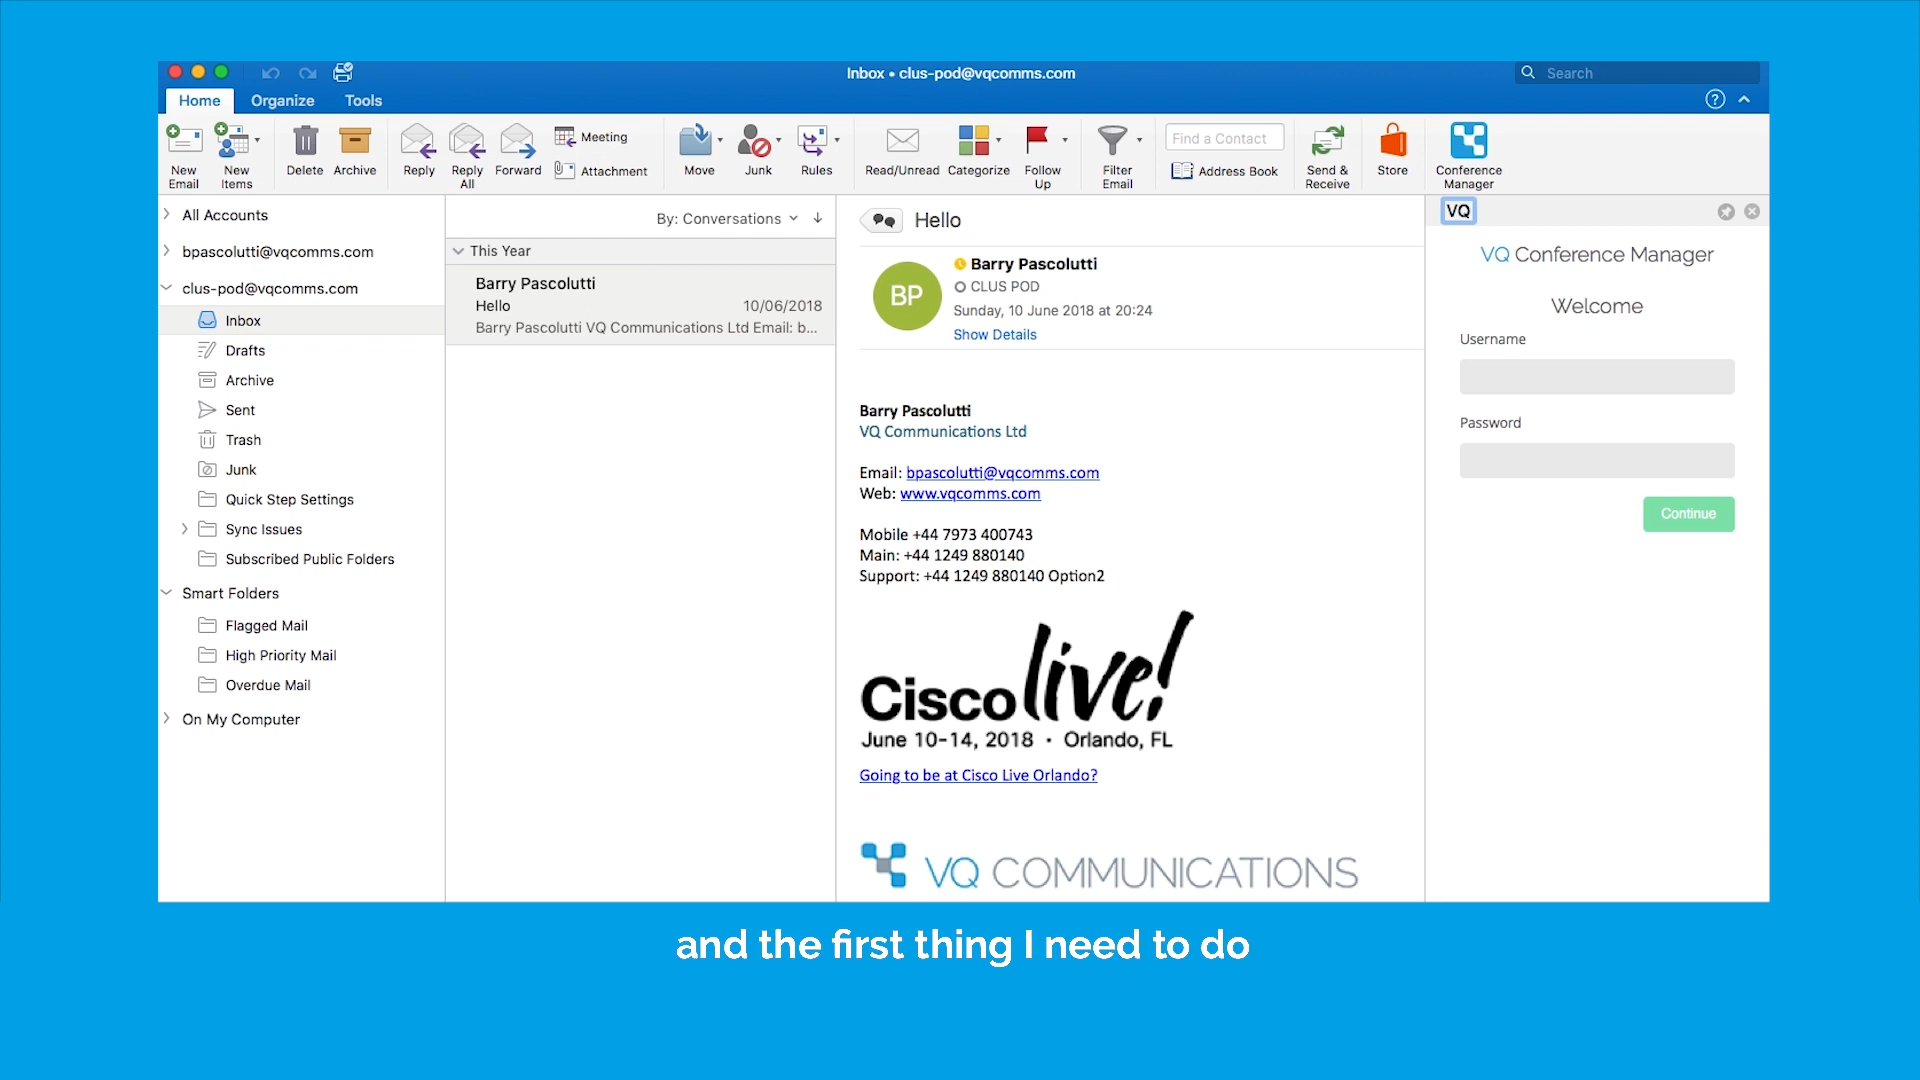 Inbox • clus-pod@vqcomms.com
Search
Home
Organize
Tools
New Email
New Items
Delete
Archive
Reply
Reply All
Forward
Meeting
Attachment
Move
Junk
Rules
Read/Unread
Categorize
Follow Up
Filter Email
Find a Contact
Address Book
Send & Receive
Store
Conference Manager
All Accounts
bpascolutti@vqcomms.com
clus-pod@vqcomms.com
Inbox
Drafts
Archive
Sent
Trash
Junk
Quick Step Settings
Sync Issues
Subscribed Public Folders
Smart Folders
Flagged Mail
High Priority Mail
Overdue Mail
On My Computer
By: Conversations
This Year
Barry Pascolutti
Hello 10/06/2018
Barry Pascolutti VQ Communications Ltd Email: b...
Hello
BP
Barry Pascolutti
CLUS POD
Sunday, 10 June 2018 at 20:24
Show Details
Barry Pascolutti
VQ Communications Ltd
Email: bpascolutti@vqcomms.com
Web: www.vqcomms.com
Mobile +44 7973 400743
Main: +44 1249 880140
Support: +44 1249 880140 Option2
Cisco live!
June 10-14, 2018 · Orlando, FL
Going to be at Cisco Live Orlando?
VQ COMMUNICATIONS
VQ
VQ Conference Manager
Welcome
Username
Password
Continue
and the first thing I need to do